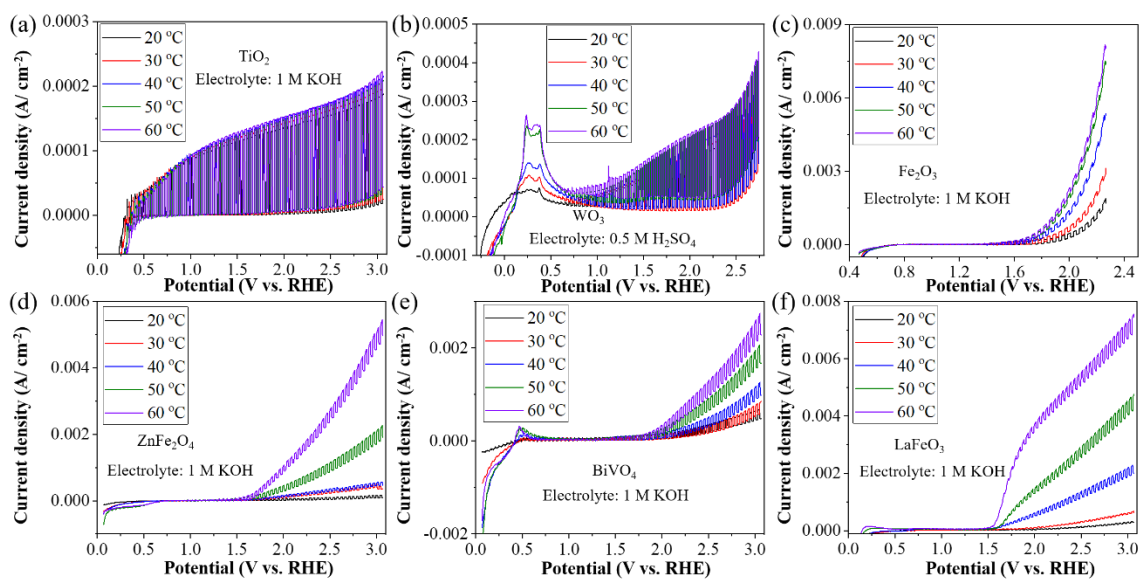 (a)
0.0003
0.0002
0.0001
0.0000
20 °C
30 °C
40 °C
50 °C
60 °C
TiO₂
Electrolyte: 1 M KOH
0.0 0.5 1.0 1.5 2.0 2.5 3.0
Potential (V vs. RHE)
Current density (A/ cm⁻²)
(b)
0.0005
0.0004
0.0003
0.0002
0.0001
0.0000
-0.0001
20 °C
30 °C
40 °C
50 °C
60 °C
WO₃
Electrolyte: 0.5 M H₂SO₄
0.0 0.5 1.0 1.5 2.0 2.5
Potential (V vs. RHE)
Current density (A/ cm⁻²)
(c)
0.009
0.006
0.003
0.000
20 °C
30 °C
40 °C
50 °C
60 °C
Fe₂O₃
Electrolyte: 1 M KOH
0.4 0.8 1.2 1.6 2.0 2.4
Potential (V vs. RHE)
Current density (A/ cm⁻²)
(d)
0.006
0.004
0.002
0.000
20 °C
30 °C
40 °C
50 °C
60 °C
ZnFe₂O₄
Electrolyte: 1 M KOH
0.0 0.5 1.0 1.5 2.0 2.5 3.0
Potential (V vs. RHE)
Current density (A/ cm⁻²)
(e)
0.002
0.000
-0.002
20 °C
30 °C
40 °C
50 °C
60 °C
BiVO₄
Electrolyte: 1 M KOH
0.0 0.5 1.0 1.5 2.0 2.5 3.0
Potential (V vs. RHE)
Current density (A/ cm⁻²)
(f)
0.008
0.006
0.004
0.002
0.000
20 °C
30 °C
40 °C
50 °C
60 °C
LaFeO₃
Electrolyte: 1 M KOH
0.0 0.5 1.0 1.5 2.0 2.5 3.0
Potential (V vs. RHE)
Current density (A/ cm⁻²)